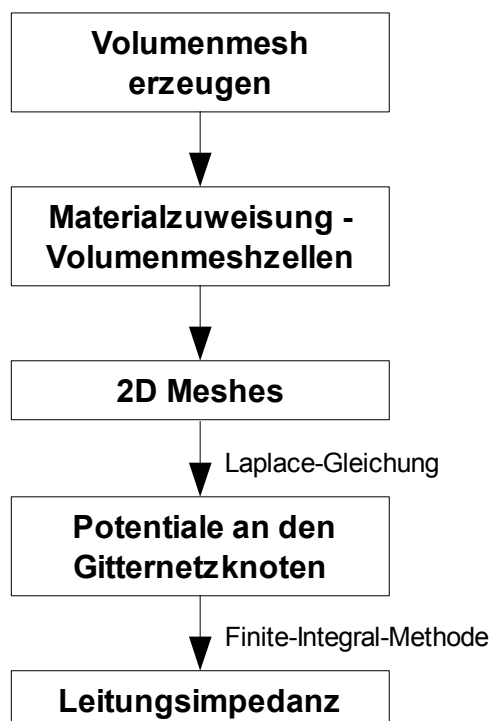 Volumenmesh
erzeugen
Materialzuweisung -
Volumenmeshzellen
2D Meshes
Laplace-Gleichung
Potentiale an den
Gitternetzknoten
Finite-Integral-Methode
Leitungsimpedanz